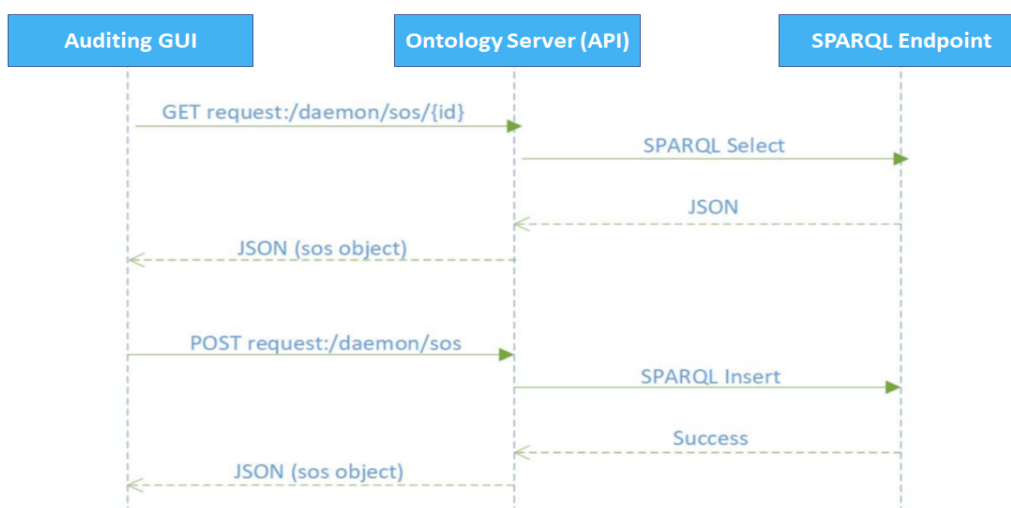 Auditing GUI
Ontology Server (API)
SPARQL Endpoint
GET request:/daemon/sos/{id}
SPARQL Select
JSON
JSON (sos object)
POST request:/daemon/sos
SPARQL Insert
Success
JSON (sos object)